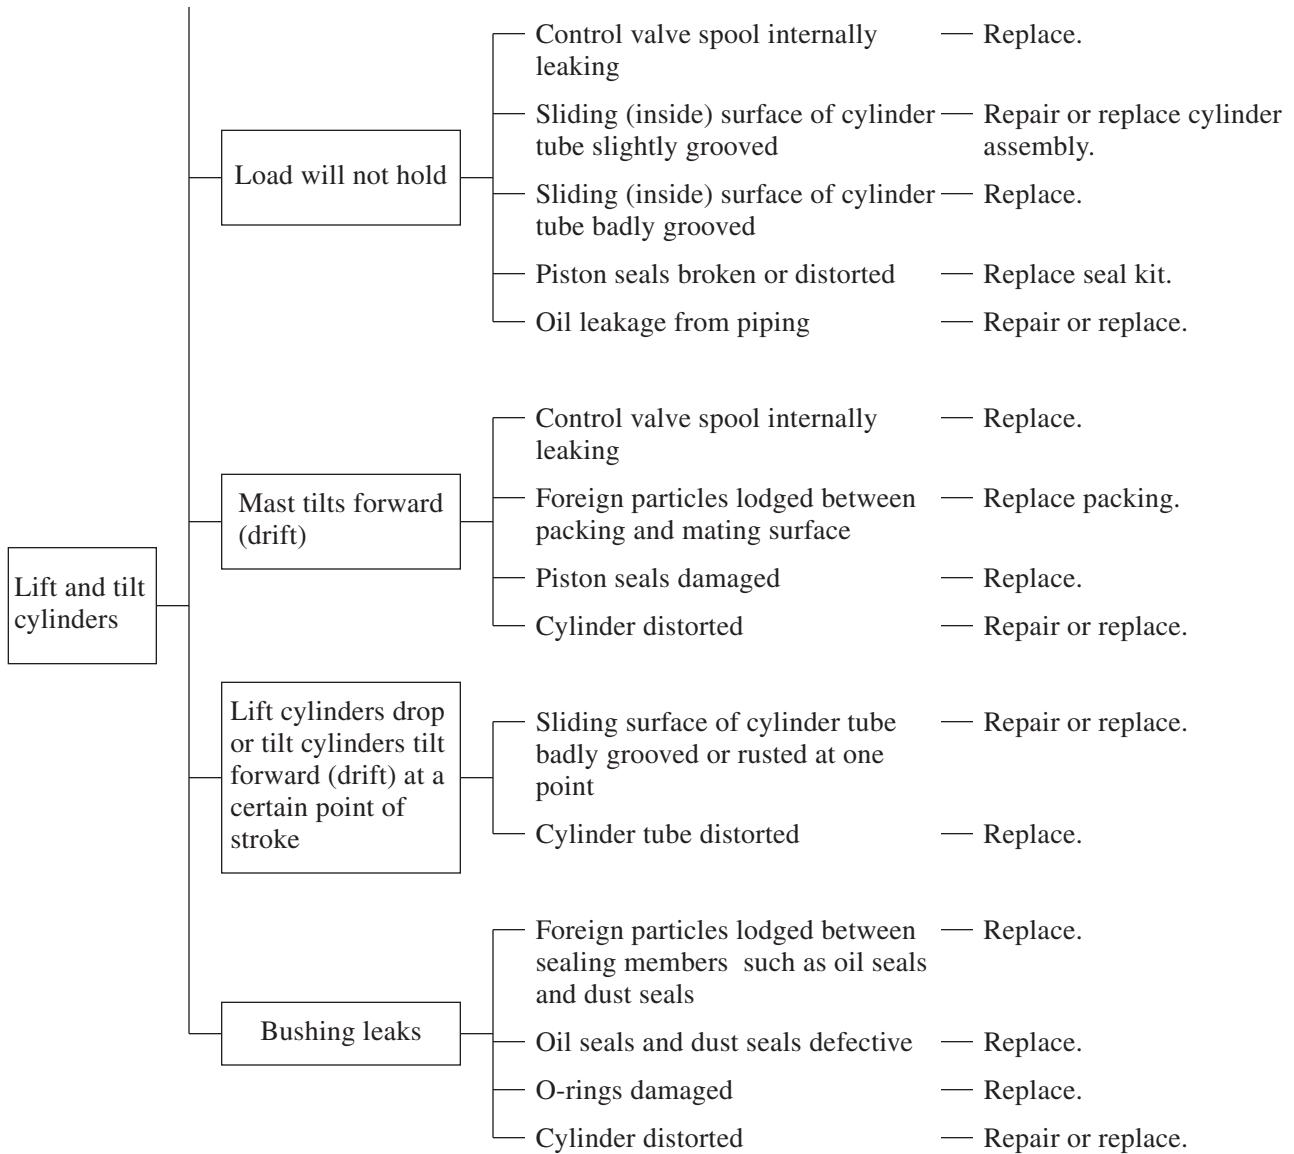 Lift and tilt
cylinders
Load will not hold
Control valve spool internally
leaking
Replace.
Sliding (inside) surface of cylinder
tube slightly grooved
Repair or replace cylinder
assembly.
Sliding (inside) surface of cylinder
tube badly grooved
Replace.
Piston seals broken or distorted
Replace seal kit.
Oil leakage from piping
Repair or replace.
Mast tilts forward
(drift)
Control valve spool internally
leaking
Replace.
Foreign particles lodged between
packing and mating surface
Replace packing.
Piston seals damaged
Replace.
Cylinder distorted
Repair or replace.
Lift cylinders drop
or tilt cylinders tilt
forward (drift) at a
certain point of
stroke
Sliding surface of cylinder tube
badly grooved or rusted at one
point
Repair or replace.
Cylinder tube distorted
Replace.
Bushing leaks
Foreign particles lodged between
sealing members such as oil seals
and dust seals
Replace.
Oil seals and dust seals defective
Replace.
O-rings damaged
Replace.
Cylinder distorted
Repair or replace.